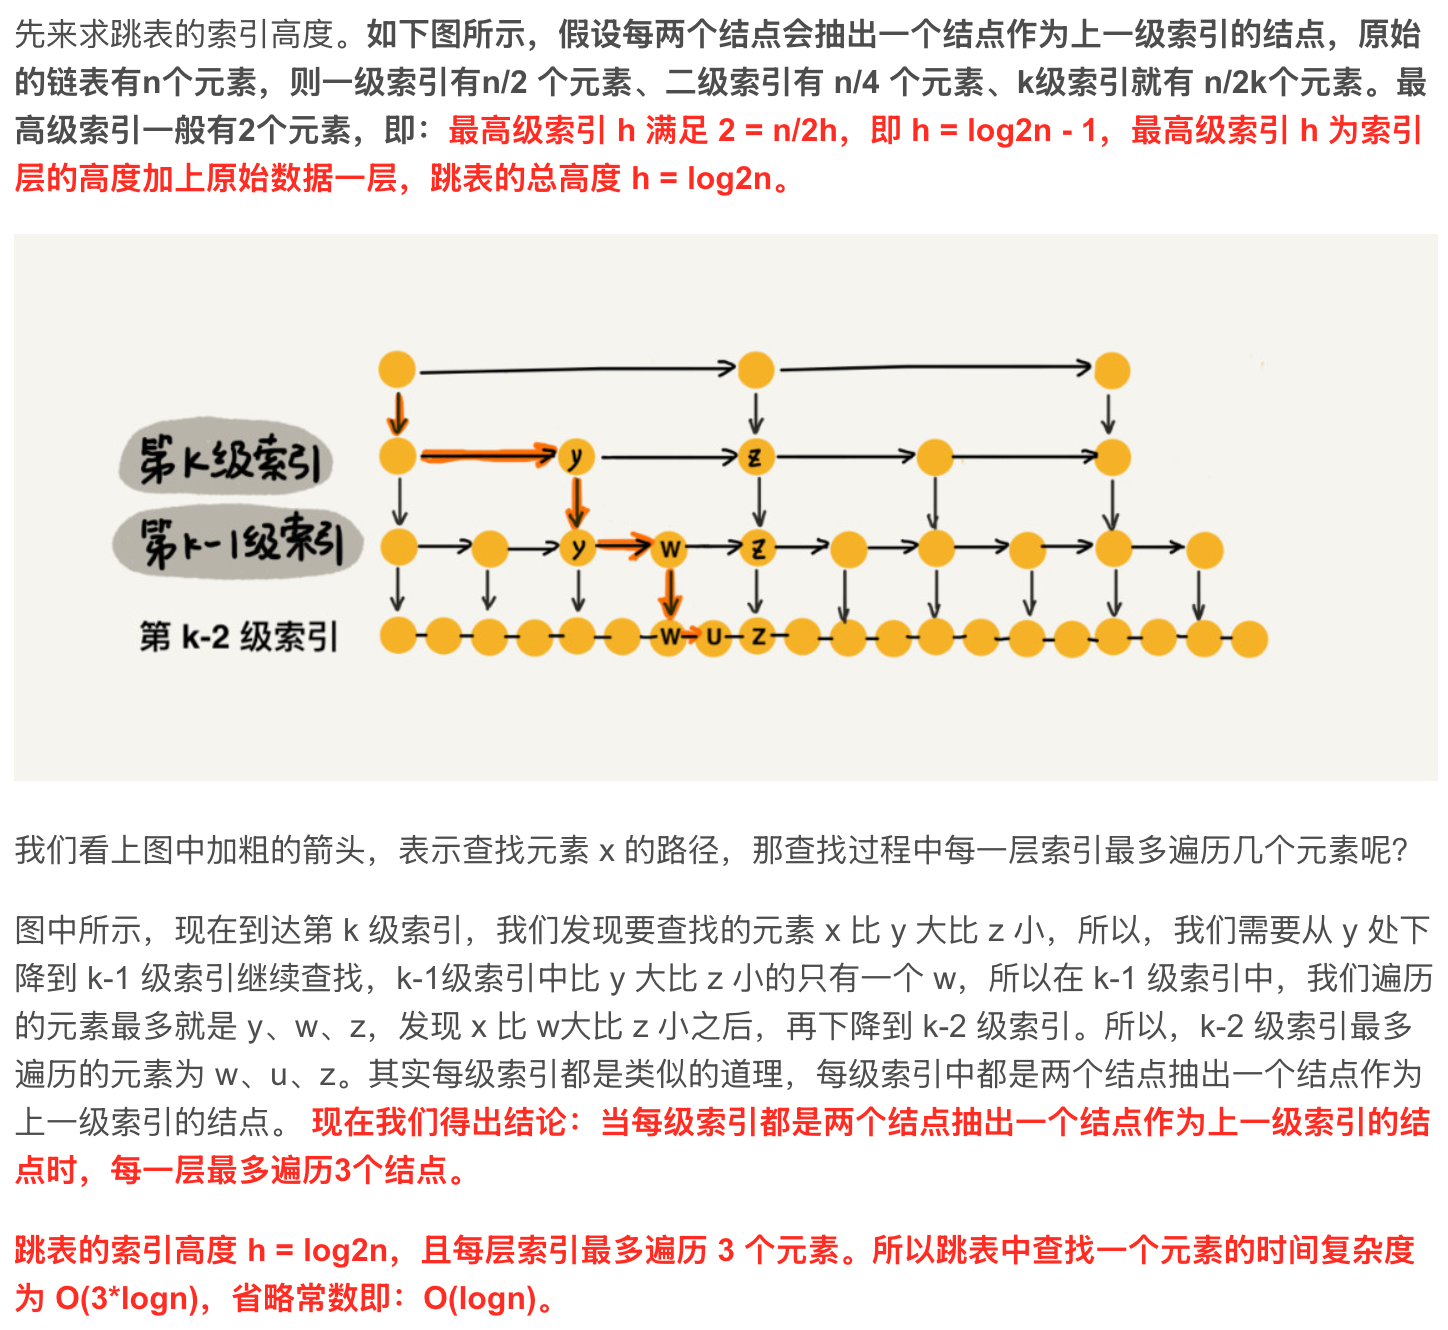 先来求跳表的索引高度。如下图所示，假设每两个结点会抽出一个结点作为上一级索引的结点，原始
的链表有n个元素，则一级索引有n/2 个元素、二级索引有 n/4 个元素、k级索引就有 n/2k个元素。最
高级索引一般有2个元素，即：最高级索引 h 满足 2 = n/2h，即 h = log2n - 1，最高级索引 h 为索引
层的高度加上原始数据一层，跳表的总高度 h = log2n。
第K级索引
y
z
第k-1级索引
y
w
z
第 k-2 级索引
W
U
Z
我们看上图中加粗的箭头，表示查找元素 x 的路径，那查找过程中每一层索引最多遍历几个元素呢？
图中所示，现在到达第 k 级索引，我们发现要查找的元素 x 比 y 大比 z 小，所以，我们需要从 y 处下
降到 k-1 级索引继续查找，k-1级索引中比 y 大比 z 小的只有一个 w，所以在 k-1 级索引中，我们遍历
的元素最多就是 y、w、z，发现 x 比 w大比 z 小之后，再下降到 k-2 级索引。所以，k-2 级索引最多
遍历的元素为 w、u、z。其实每级索引都是类似的道理，每级索引中都是两个结点抽出一个结点作为
上一级索引的结点。 现在我们得出结论：当每级索引都是两个结点抽出一个结点作为上一级索引的结
点时，每一层最多遍历3个结点。
跳表的索引高度 h = log2n，且每层索引最多遍历 3 个元素。所以跳表中查找一个元素的时间复杂度
为 O(3*logn)，省略常数即：O(logn)。